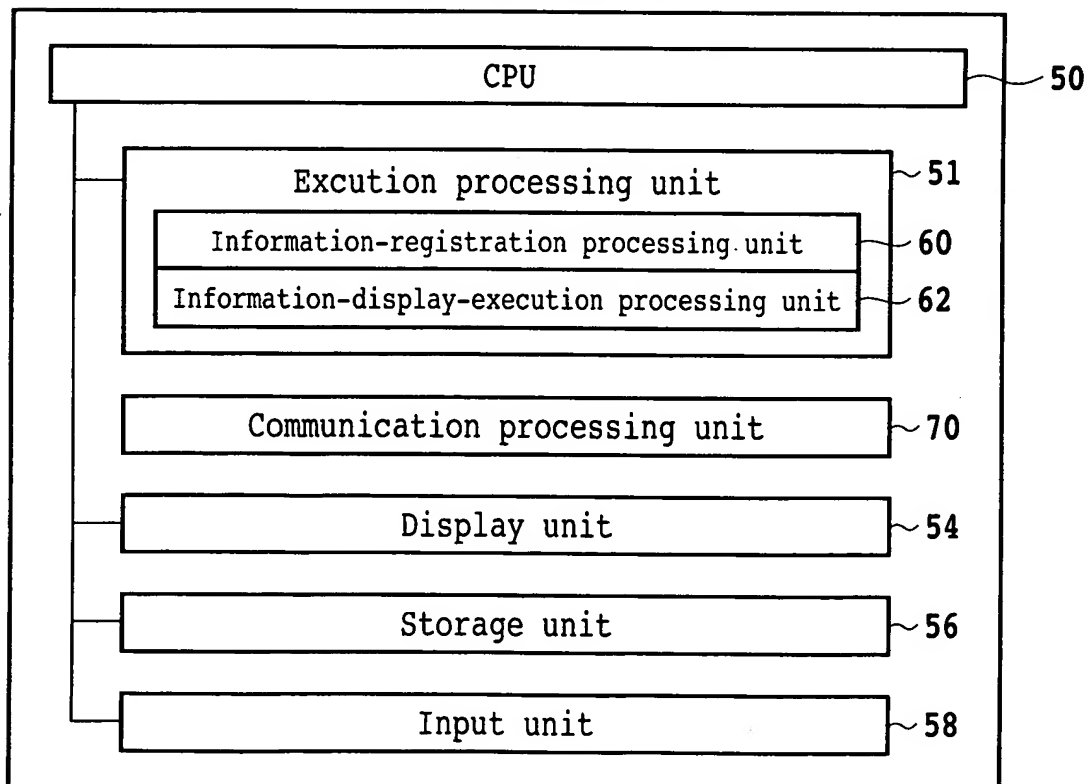 CPU 50
Excution processing unit 51
Information-registration processing unit 60
Information-display-execution processing unit 62
Communication processing unit 70
Display unit 54
Storage unit 56
Input unit 58